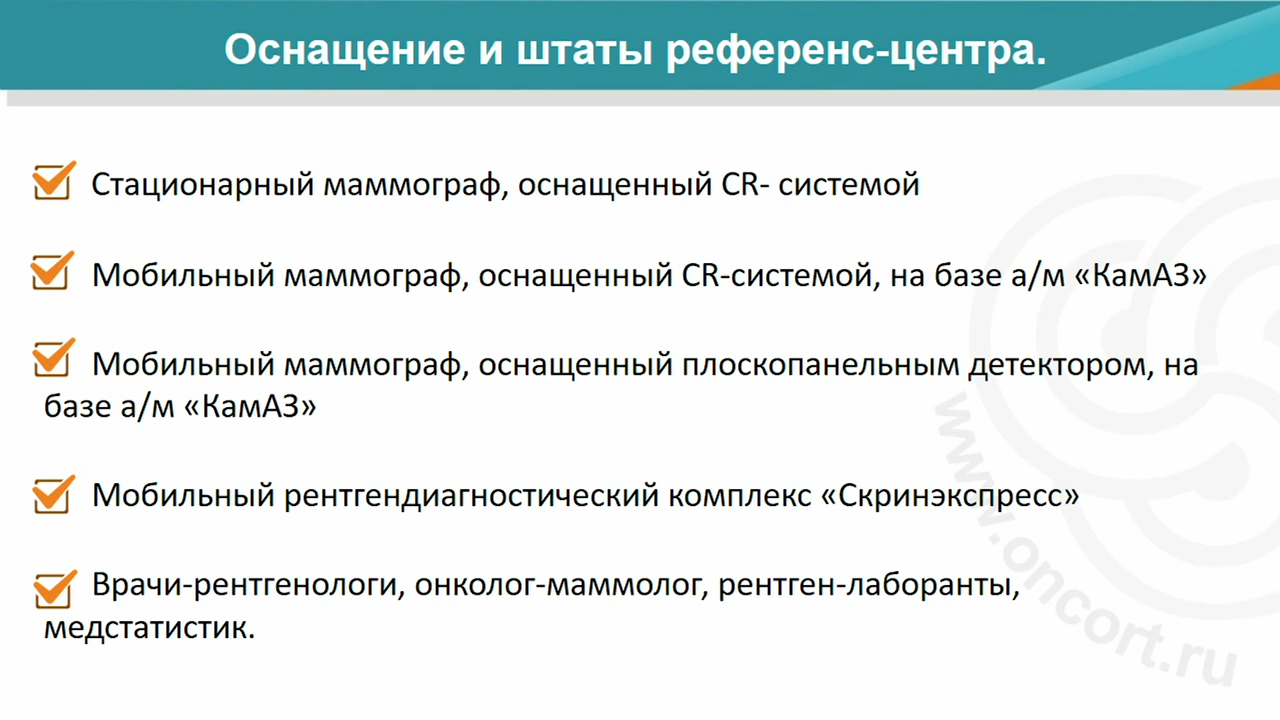 Оснащение и штаты референс-центра.
Стационарный маммограф, оснащенный CR- системой
Мобильный маммограф, оснащенный CR-системой, на базе а/м «КамАЗ»
Мобильный маммограф, оснащенный плоскопанельным детектором, на
базе а/м «КамАЗ»
Мобильный рентгендиагностический комплекс «Скринэкспресс»
Врачи-рентгенологи, онколог-маммолог, рентген-лаборанты,
медстатистик.
www.oncort.ru